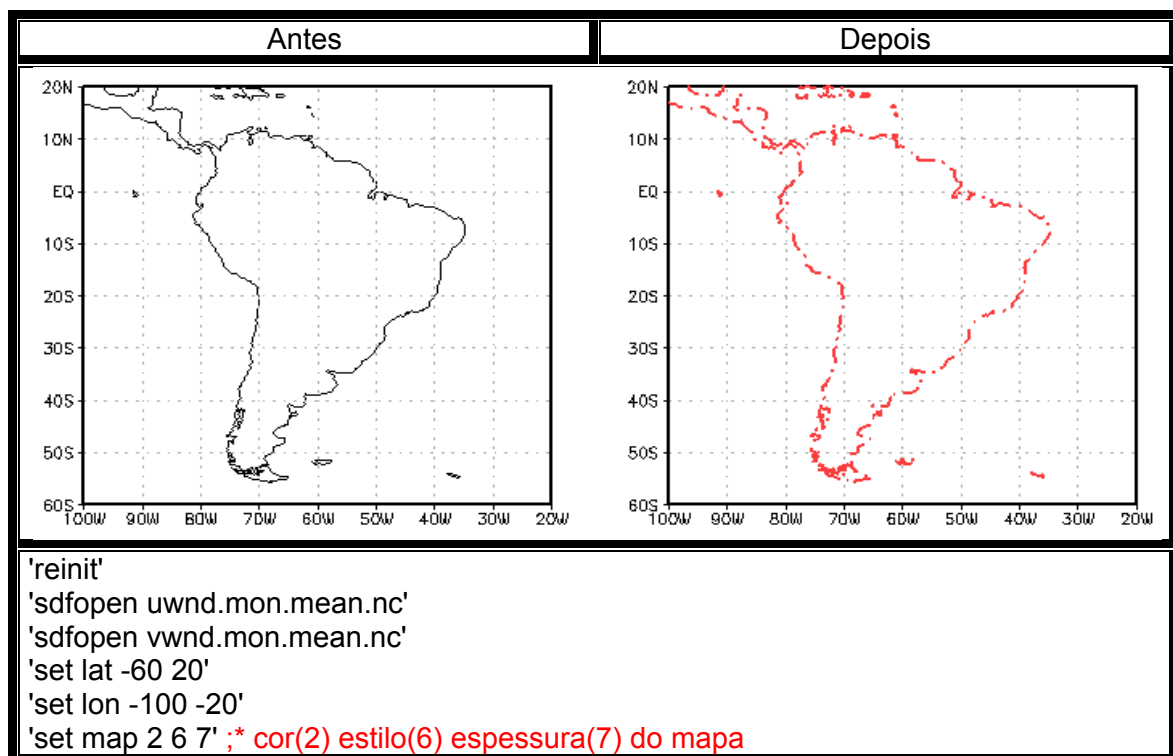 Antes Depois
20N 20N
10N 10N
EQ EQ
10S 10S
20S 20S
30S 30S
40S 40S
50S 50S
60S 60S
100W 90W 80W 70W 60W 50W 40W 30W 20W 100W 90W 80W 70W 60W 50W 40W 30W 20W
'reinit'
'sdfopen uwnd.mon.mean.nc'
'sdfopen vwnd.mon.mean.nc'
'set lat -60 20'
'set lon -100 -20'
'set map 2 6 7' ;* cor(2) estilo(6) espessura(7) do mapa